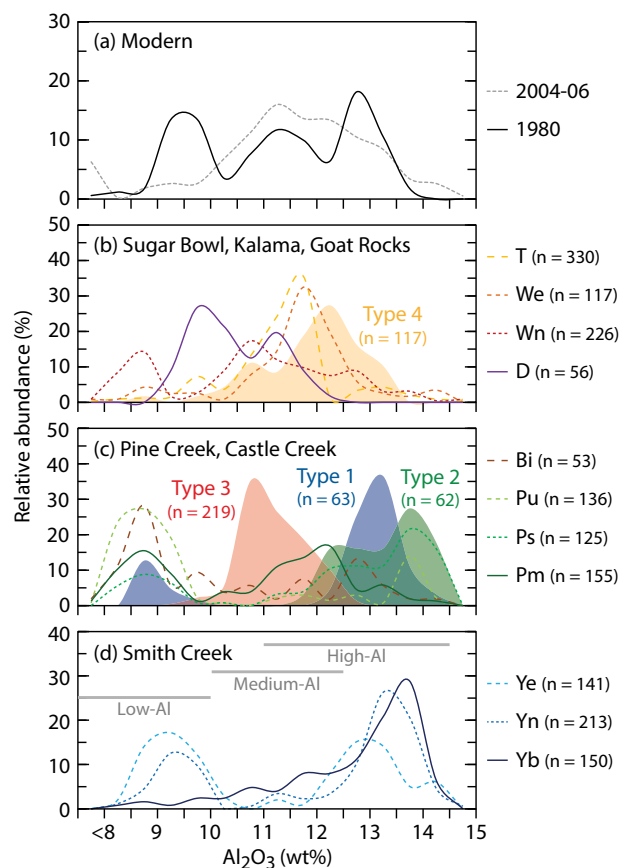 (a) Modern
30
20
10
0
2004-06
1980
(b) Sugar Bowl, Kalama, Goat Rocks
50
40
30
20
10
0
Type 4
(n = 117)
T (n = 330)
We (n = 117)
Wn (n = 226)
D (n = 56)
Relative abundance (%)
(c) Pine Creek, Castle Creek
50
40
30
20
10
0
Type 3
(n = 219)
Type 1
(n = 63)
Type 2
(n = 62)
Bi (n = 53)
Pu (n = 136)
Ps (n = 125)
Pm (n = 155)
(d) Smith Creek
40
30
20
10
0
High-Al
Medium-Al
Low-Al
Ye (n = 141)
Yn (n = 213)
Yb (n = 150)
<8 9 10 11 12 13 14 15
Al₂O₃ (wt%)